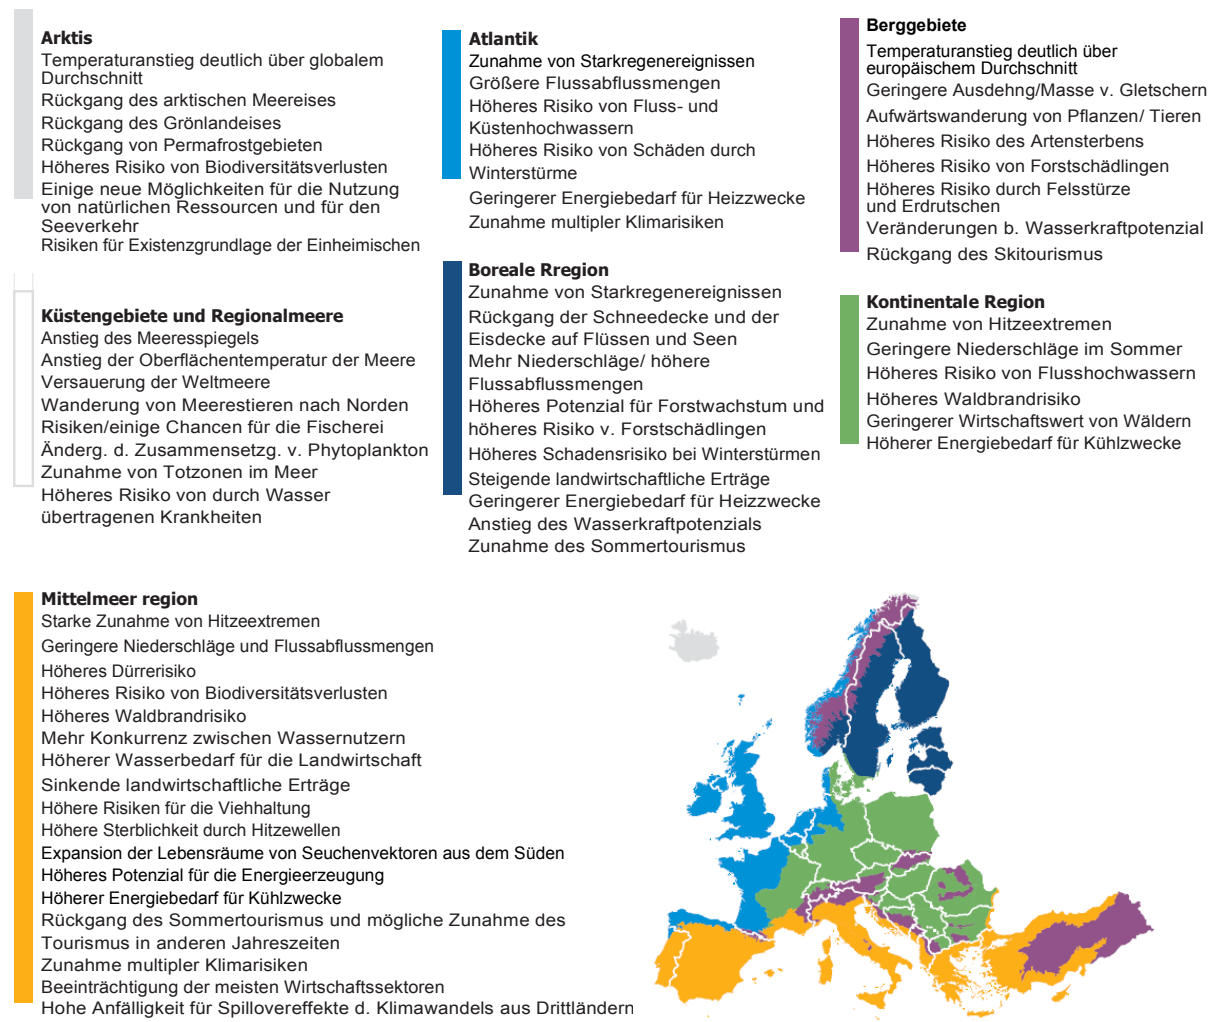 Arktis
Temperaturanstieg deutlich über globalem
Durchschnitt
Rückgang des arktischen Meereises
Rückgang des Grönlandeises
Rückgang von Permafrostgebieten
Höheres Risiko von Biodiversitätsverlusten
Einige neue Möglichkeiten für die Nutzung
von natürlichen Ressourcen und für den
Seeverkehr
Risiken für Existenzgrundlage der Einheimischen
Küstengebiete und Regionalmeere
Anstieg des Meeresspiegels
Anstieg der Oberflächentemperatur der Meere
Versauerung der Weltmeere
Wanderung von Meerestieren nach Norden
Risiken/einige Chancen für die Fischerei
Änderg. d. Zusammensetzg. v. Phytoplankton
Zunahme von Totzonen im Meer
Höheres Risiko von durch Wasser
übertragenen Krankheiten
Atlantik
Zunahme von Starkregenereignissen
Größere Flussabflussmengen
Höheres Risiko von Fluss- und
Küstenhochwassern
Höheres Risiko von Schäden durch
Winterstürme
Geringerer Energiebedarf für Heizzwecke
Zunahme multipler Klimarisiken
Boreale Rregion
Zunahme von Starkregenereignissen
Rückgang der Schneedecke und der
Eisdecke auf Flüssen und Seen
Mehr Niederschläge/ höhere
Flussabflussmengen
Höheres Potenzial für Forstwachstum und
höheres Risiko v. Forstschädlingen
Höheres Schadensrisiko bei Winterstürmen
Steigende landwirtschaftliche Erträge
Geringerer Energiebedarf für Heizzwecke
Anstieg des Wasserkraftpotenzials
Zunahme des Sommertourismus
Berggebiete
Temperaturanstieg deutlich über
europäischem Durchschnitt
Geringere Ausdehng/Masse v. Gletschern
Aufwärtswanderung von Pflanzen/ Tieren
Höheres Risiko des Artensterbens
Höheres Risiko von Forstschädlingen
Höheres Risiko durch Felsstürze
und Erdrutschen
Veränderungen b. Wasserkraftpotenzial
Rückgang des Skitourismus
Kontinentale Region
Zunahme von Hitzeextremen
Geringere Niederschläge im Sommer
Höheres Risiko von Flusshochwassern
Höheres Waldbrandrisiko
Geringerer Wirtschaftswert von Wäldern
Höherer Energiebedarf für Kühlzwecke
Mittelmeer region
Starke Zunahme von Hitzeextremen
Geringere Niederschläge und Flussabflussmengen
Höheres Dürrerisiko
Höheres Risiko von Biodiversitätsverlusten
Höheres Waldbrandrisiko
Mehr Konkurrenz zwischen Wassernutzern
Höherer Wasserbedarf für die Landwirtschaft
Sinkende landwirtschaftliche Erträge
Höhere Risiken für die Viehhaltung
Höhere Sterblichkeit durch Hitzewellen
Expansion der Lebensräume von Seuchenvektoren aus dem Süden
Höheres Potenzial für die Energieerzeugung
Höherer Energiebedarf für Kühlzwecke
Rückgang des Sommertourismus und mögliche Zunahme des
Tourismus in anderen Jahreszeiten
Zunahme multipler Klimarisiken
Beeinträchtigung der meisten Wirtschaftssektoren
Hohe Anfälligkeit für Spillovereffekte d. Klimawandels aus Drittländern